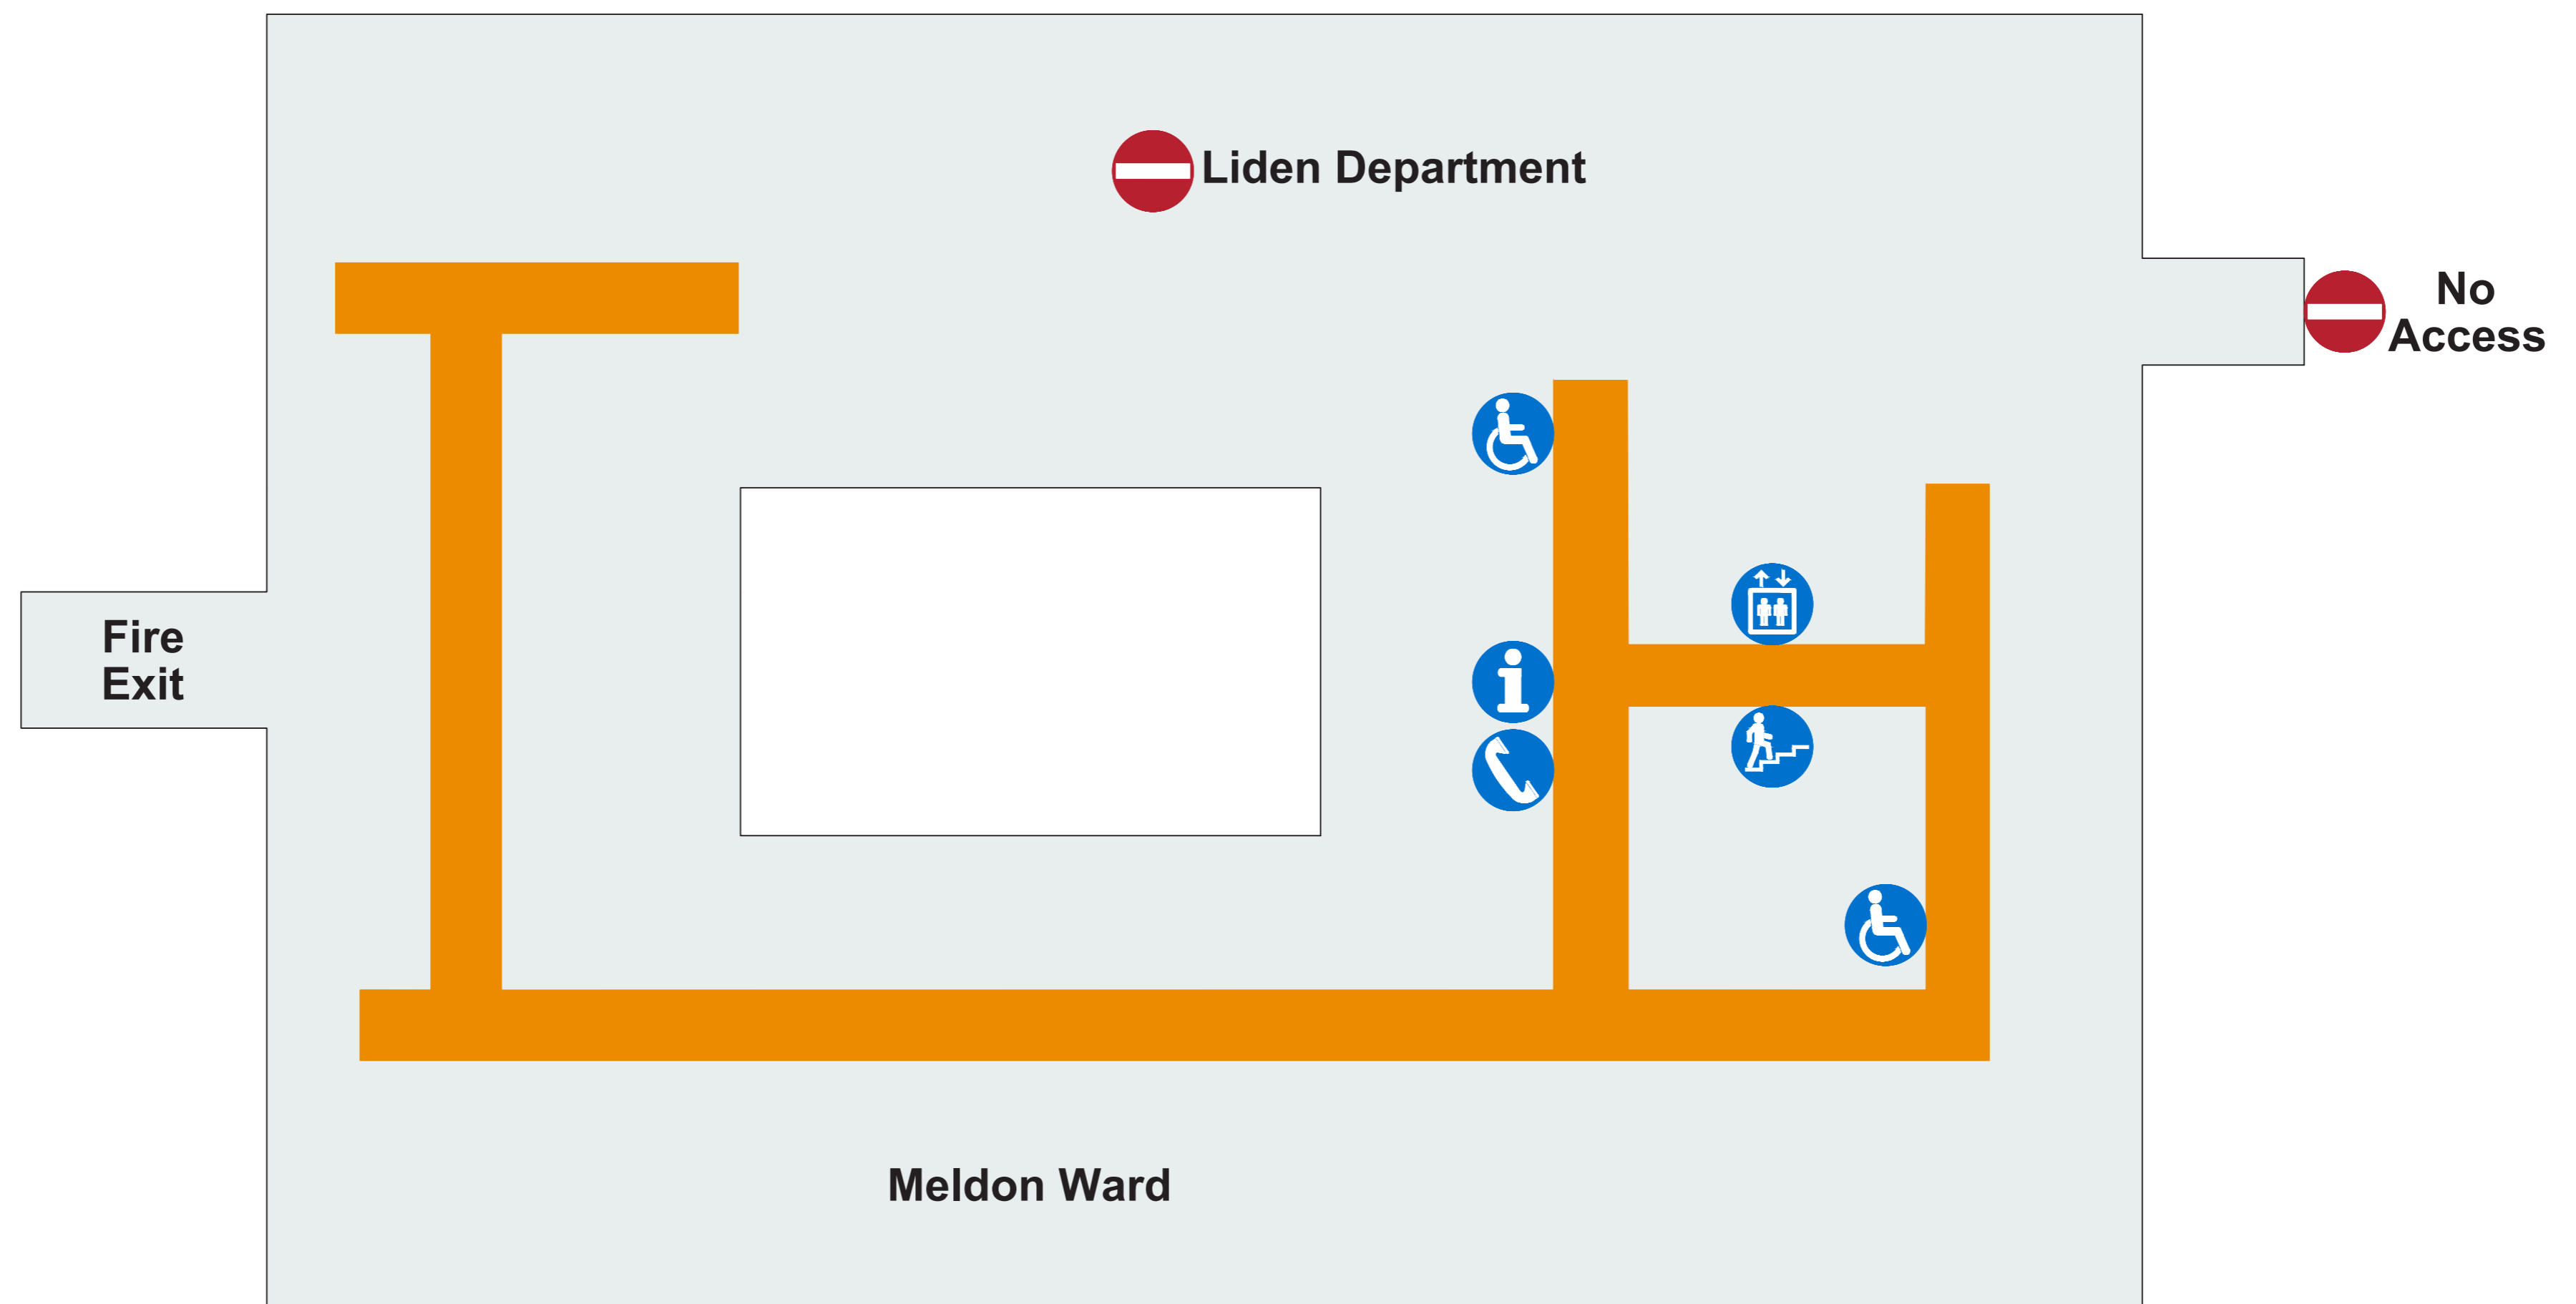 Liden Department
No
Access
Fire
Exit
Meldon Ward